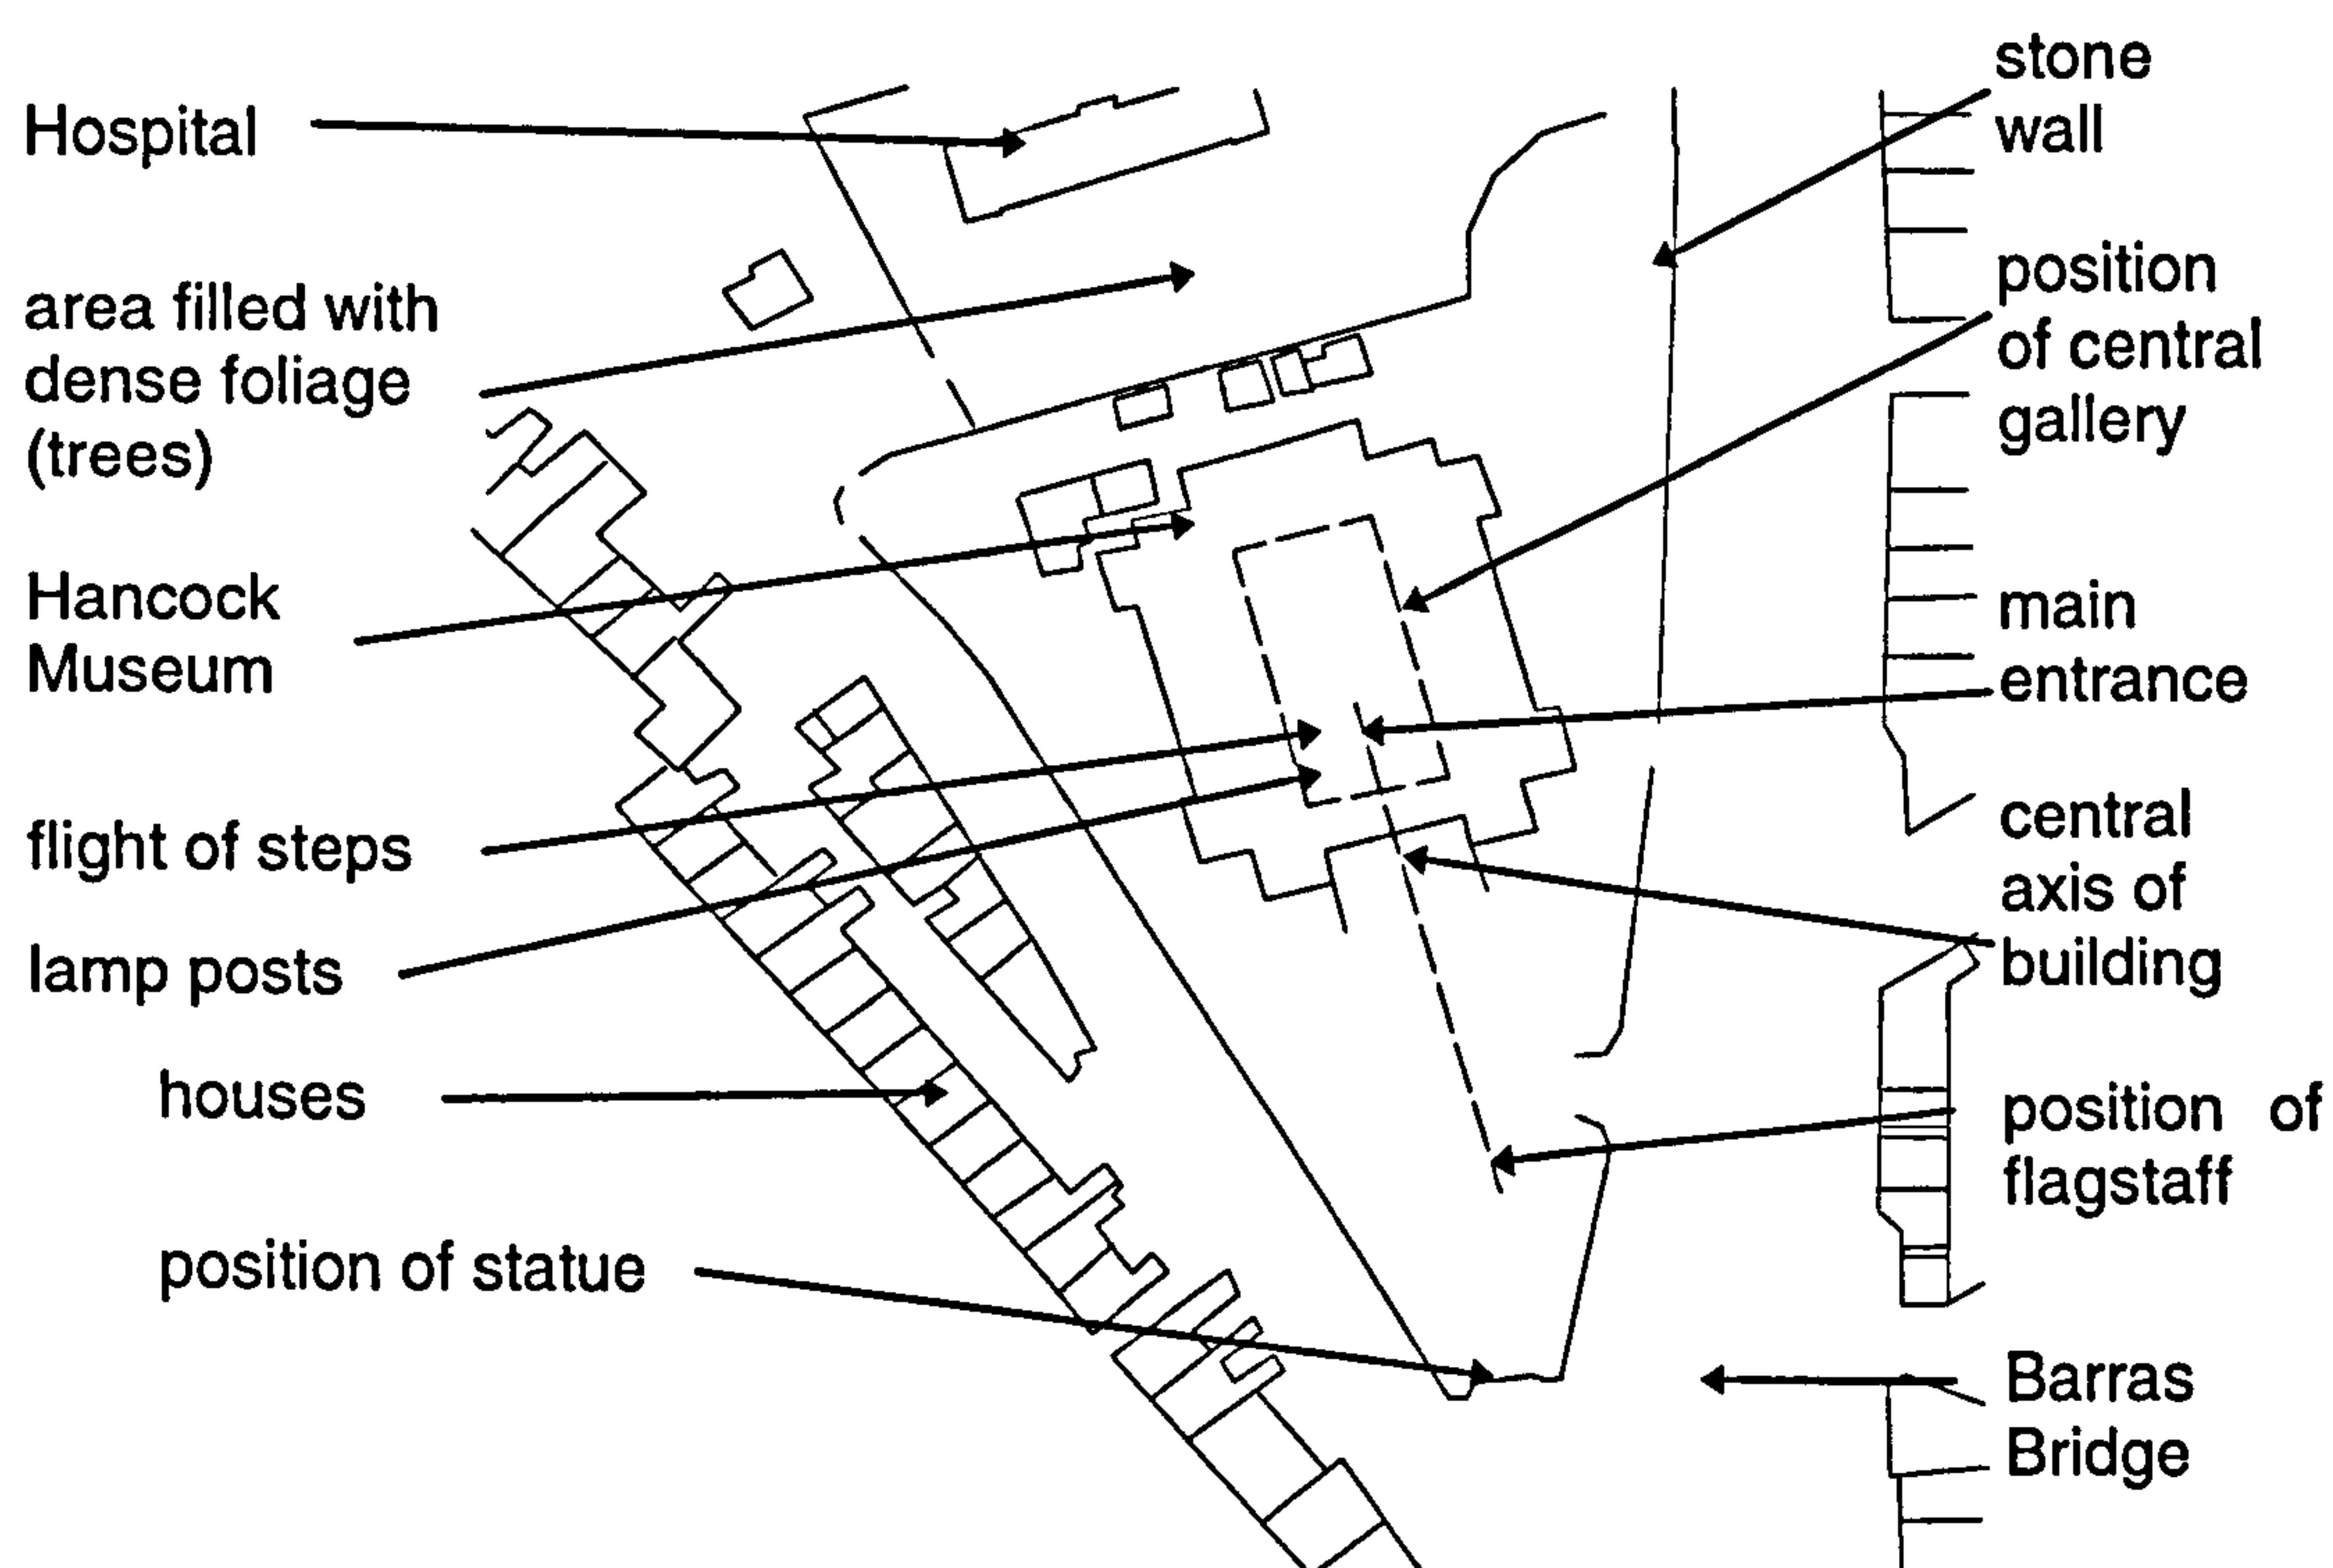 Hospital
area filled with
dense foliage
(trees)
Hancock
Museum
flight of steps
lamp posts
houses
position of statue
stone
wall
position
of central
gallery
main
entrance
central
axis of
building
position of
flagstaff
Barras
Bridge